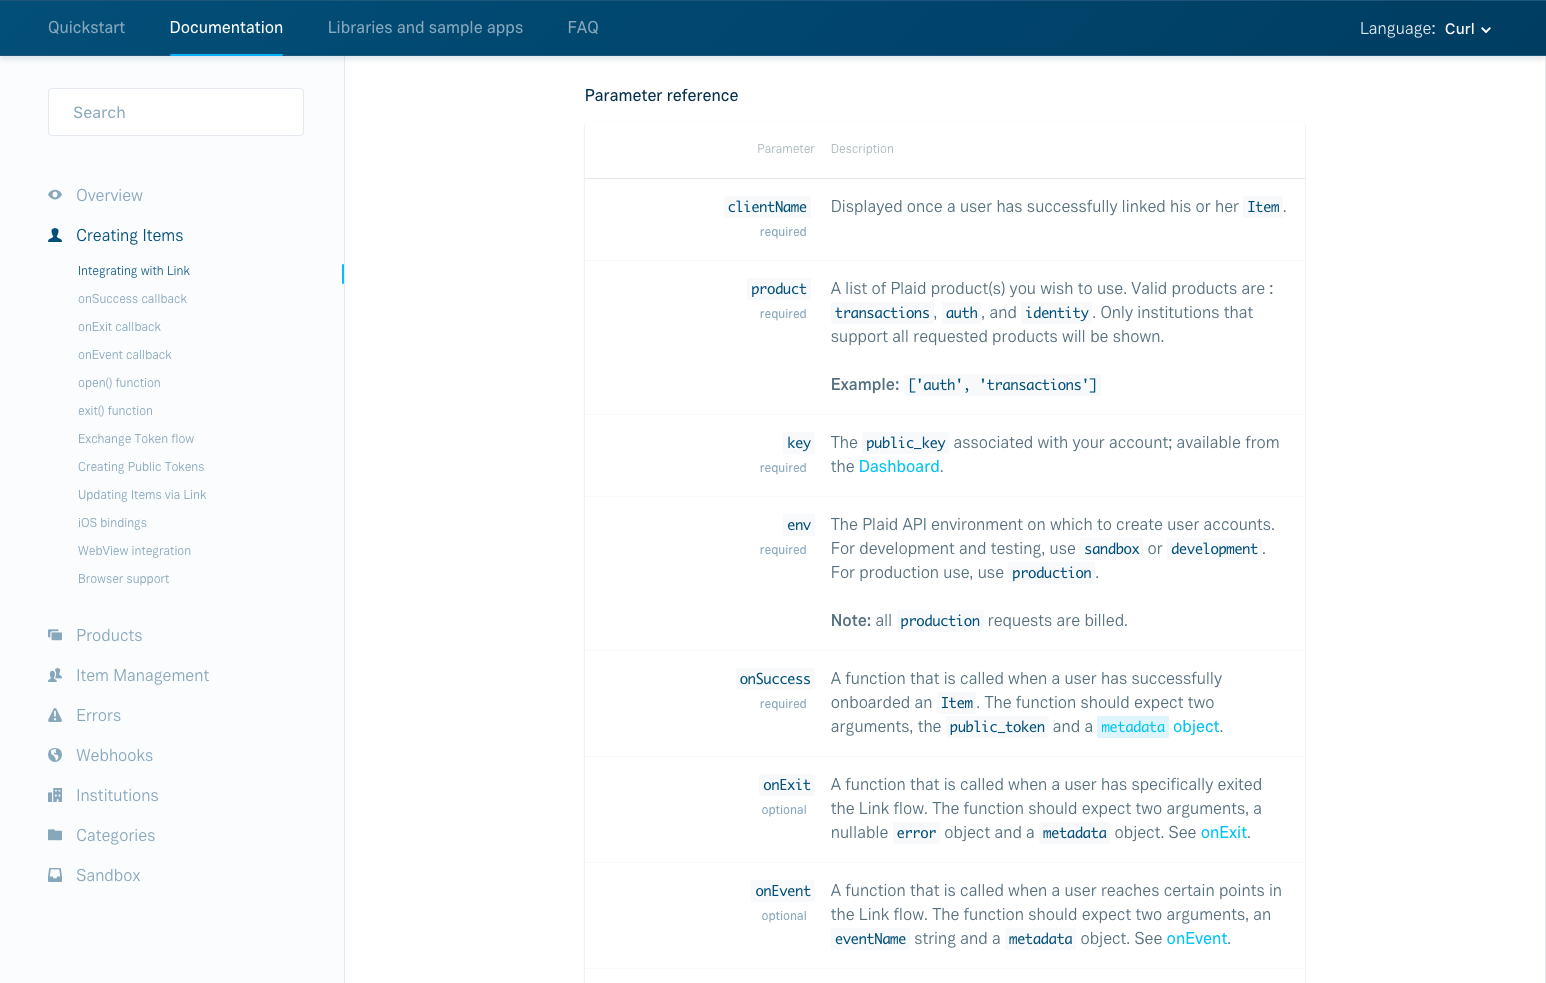 Quickstart Documentation Libraries and sample apps FAQ Language: Curl
Search
Overview
Creating Items
Integrating with Link
onSuccess callback
onExit callback
onEvent callback
open() function
exit() function
Exchange Token flow
Creating Public Tokens
Updating Items via Link
iOS bindings
WebView integration
Browser support
Products
Item Management
Errors
Webhooks
Institutions
Categories
Sandbox
Parameter reference
Parameter Description
clientName
required
Displayed once a user has successfully linked his or her Item.
product
required
A list of Plaid product(s) you wish to use. Valid products are :
transactions, auth, and identity. Only institutions that
support all requested products will be shown.
Example: ['auth', 'transactions']
key
required
The public_key associated with your account; available from
the Dashboard.
env
required
The Plaid API environment on which to create user accounts.
For development and testing, use sandbox or development.
For production use, use production.
Note: all production requests are billed.
onSuccess
required
A function that is called when a user has successfully
onboarded an Item. The function should expect two
arguments, the public_token and a metadata object.
onExit
optional
A function that is called when a user has specifically exited
the Link flow. The function should expect two arguments, a
nullable error object and a metadata object. See onExit.
onEvent
optional
A function that is called when a user reaches certain points in
the Link flow. The function should expect two arguments, an
eventName string and a metadata object. See onEvent.